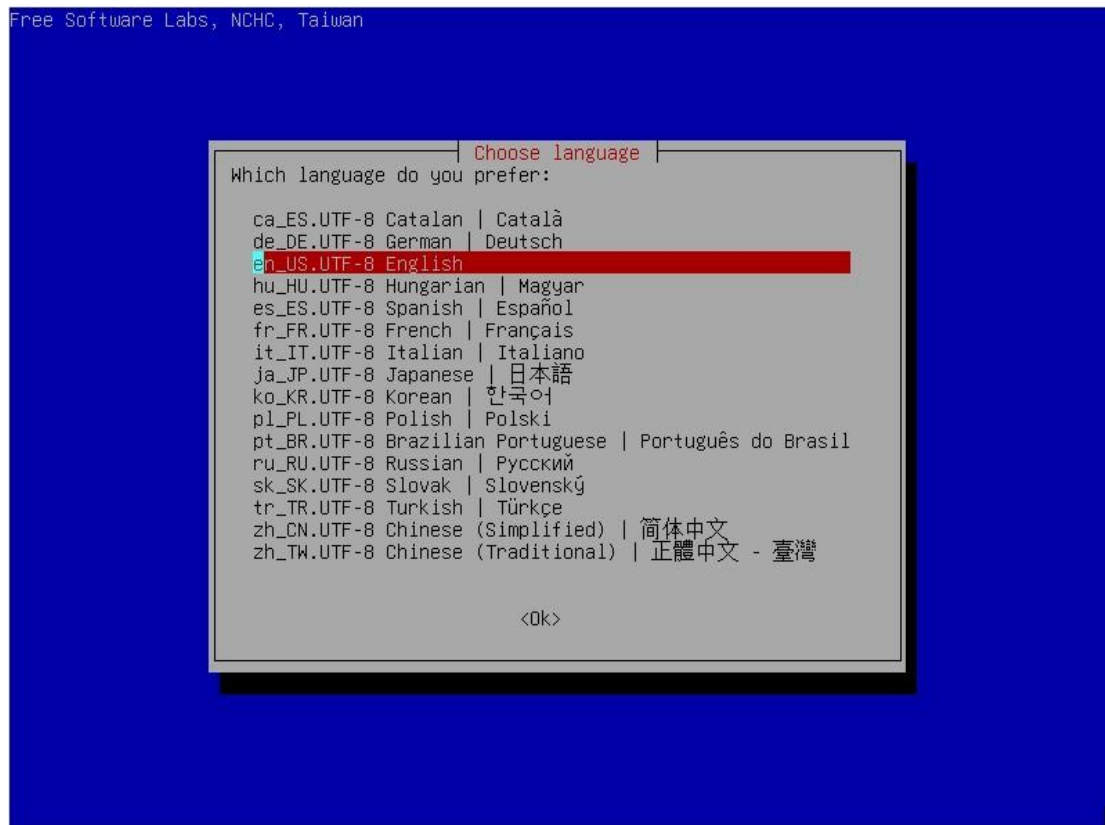 Free Software Labs, NCHC, Taiwan
Choose language
Which language do you prefer:
ca_ES.UTF-8 Catalan | Català
de_DE.UTF-8 German | Deutsch
en_US.UTF-8 English
hu_HU.UTF-8 Hungarian | Magyar
es_ES.UTF-8 Spanish | Español
fr_FR.UTF-8 French | Français
it_IT.UTF-8 Italian | Italiano
ja_JP.UTF-8 Japanese | 日本語
ko_KR.UTF-8 Korean | 한국어
pl_PL.UTF-8 Polish | Polski
pt_BR.UTF-8 Brazilian Portuguese | Português do Brasil
ru_RU.UTF-8 Russian | Русский
sk_SK.UTF-8 Slovak | Slovenský
tr_TR.UTF-8 Turkish | Türkçe
zh_CN.UTF-8 Chinese (Simplified) | 简体中文
zh_TW.UTF-8 Chinese (Traditional) | 正體中文 - 臺灣
<Ok>